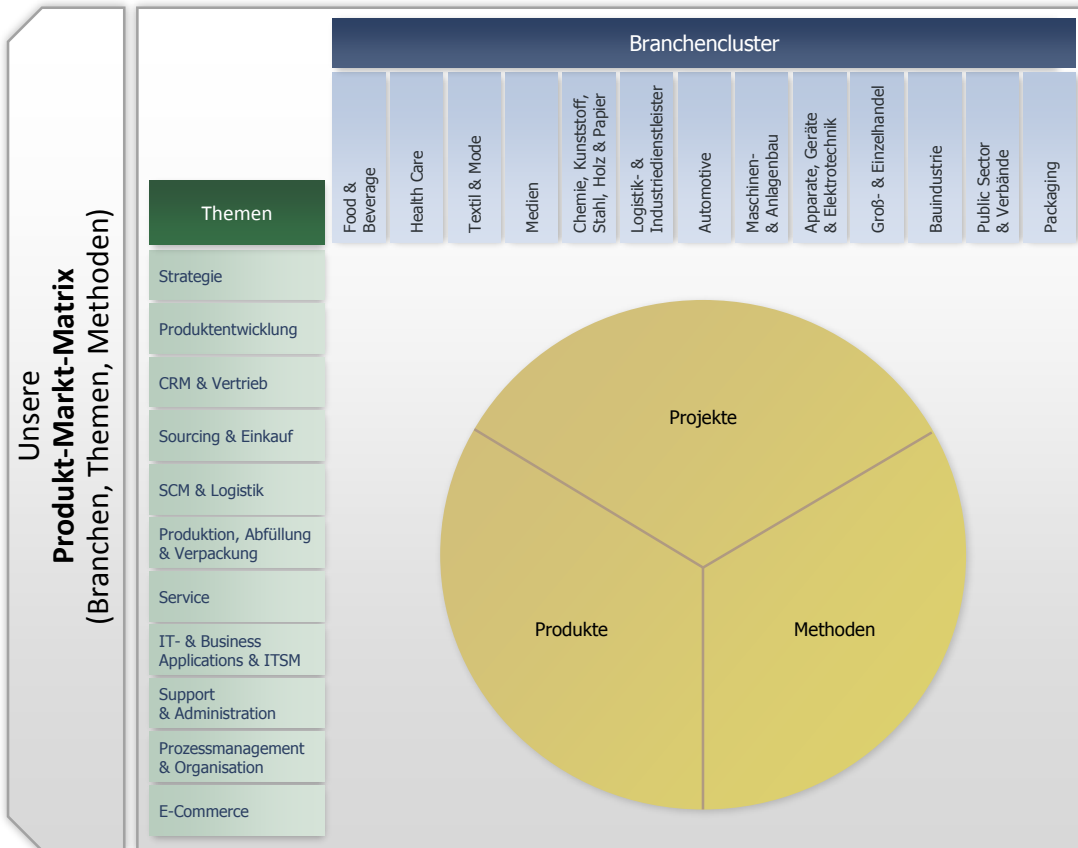 Unsere
Produkt-Markt-Matrix
(Branchen, Themen, Methoden)
Branchencluster
Food &
Beverage
Health Care
Textil & Mode
Medien
Chemie, Kunststoff,
Stahl, Holz & Papier
Logistik- &
Industriedienstleister
Automotive
Maschinen-
& Anlagenbau
Apparate, Geräte
& Elektrotechnik
Groß- & Einzelhandel
Bauindustrie
Public Sector
& Verbände
Packaging
Themen
Strategie
Produktentwicklung
CRM & Vertrieb
Sourcing & Einkauf
SCM & Logistik
Produktion, Abfüllung
& Verpackung
Service
IT- & Business
Applications & ITSM
Support
& Administration
Prozessmanagement
& Organisation
E-Commerce
Projekte
Produkte
Methoden